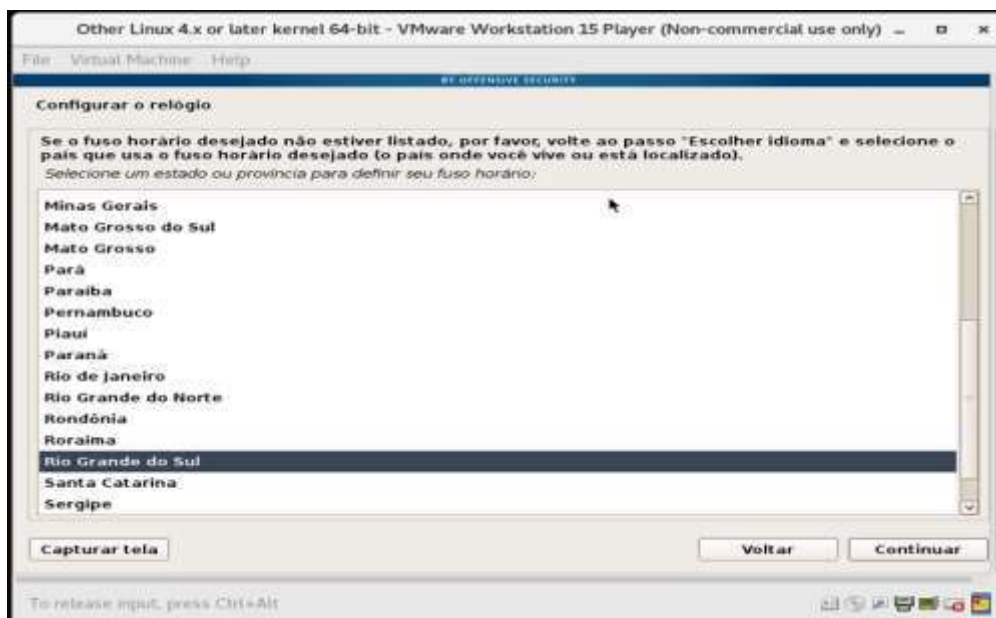 Other Linux 4.x or later kernel 64-bit - VMware Workstation 15 Player (Non-commercial use only)
File Virtual Machine Help
BY OFFENSIVE SECURITY
Configurar o relógio
Se o fuso horário desejado não estiver listado, por favor, volte ao passo "Escolher idioma" e selecione o
país que usa o fuso horário desejado (o país onde você vive ou está localizado).
Selecione um estado ou província para definir seu fuso horário:
Minas Gerais
Mato Grosso do Sul
Mato Grosso
Pará
Paraíba
Pernambuco
Piauí
Paraná
Rio de Janeiro
Rio Grande do Norte
Rondônia
Roraima
Rio Grande do Sul
Santa Catarina
Sergipe
Capturar tela
Voltar
Continuar
To release input, press Ctrl+Alt